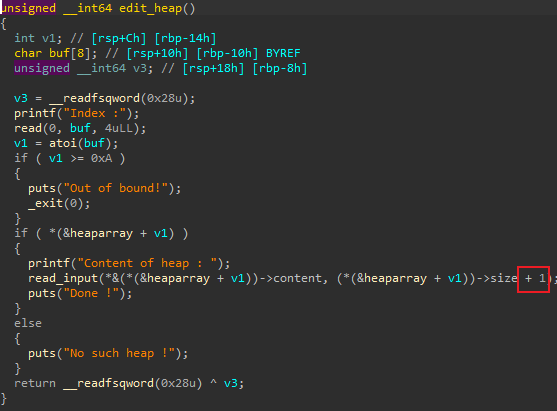 unsigned __int64 edit_heap()
{
int v1; // [rsp+Ch] [rbp-14h]
char buf[8]; // [rsp+10h] [rbp-10h] BYREF
unsigned __int64 v3; // [rsp+18h] [rbp-8h]
v3 = __readfsqword(0x28u);
printf("Index :");
read(0, buf, 4uLL);
v1 = atoi(buf);
if ( v1 >= 0xA )
{
puts("Out of bound!");
_exit(0);
}
if ( *(&heaparray + v1) )
{
printf("Content of heap : ");
read_input(*&(*(&heaparray + v1))->content, (*(&heaparray + v1))->size + 1);
puts("Done !");
}
else
{
puts("No such heap !");
}
return __readfsqword(0x28u) ^ v3;
}